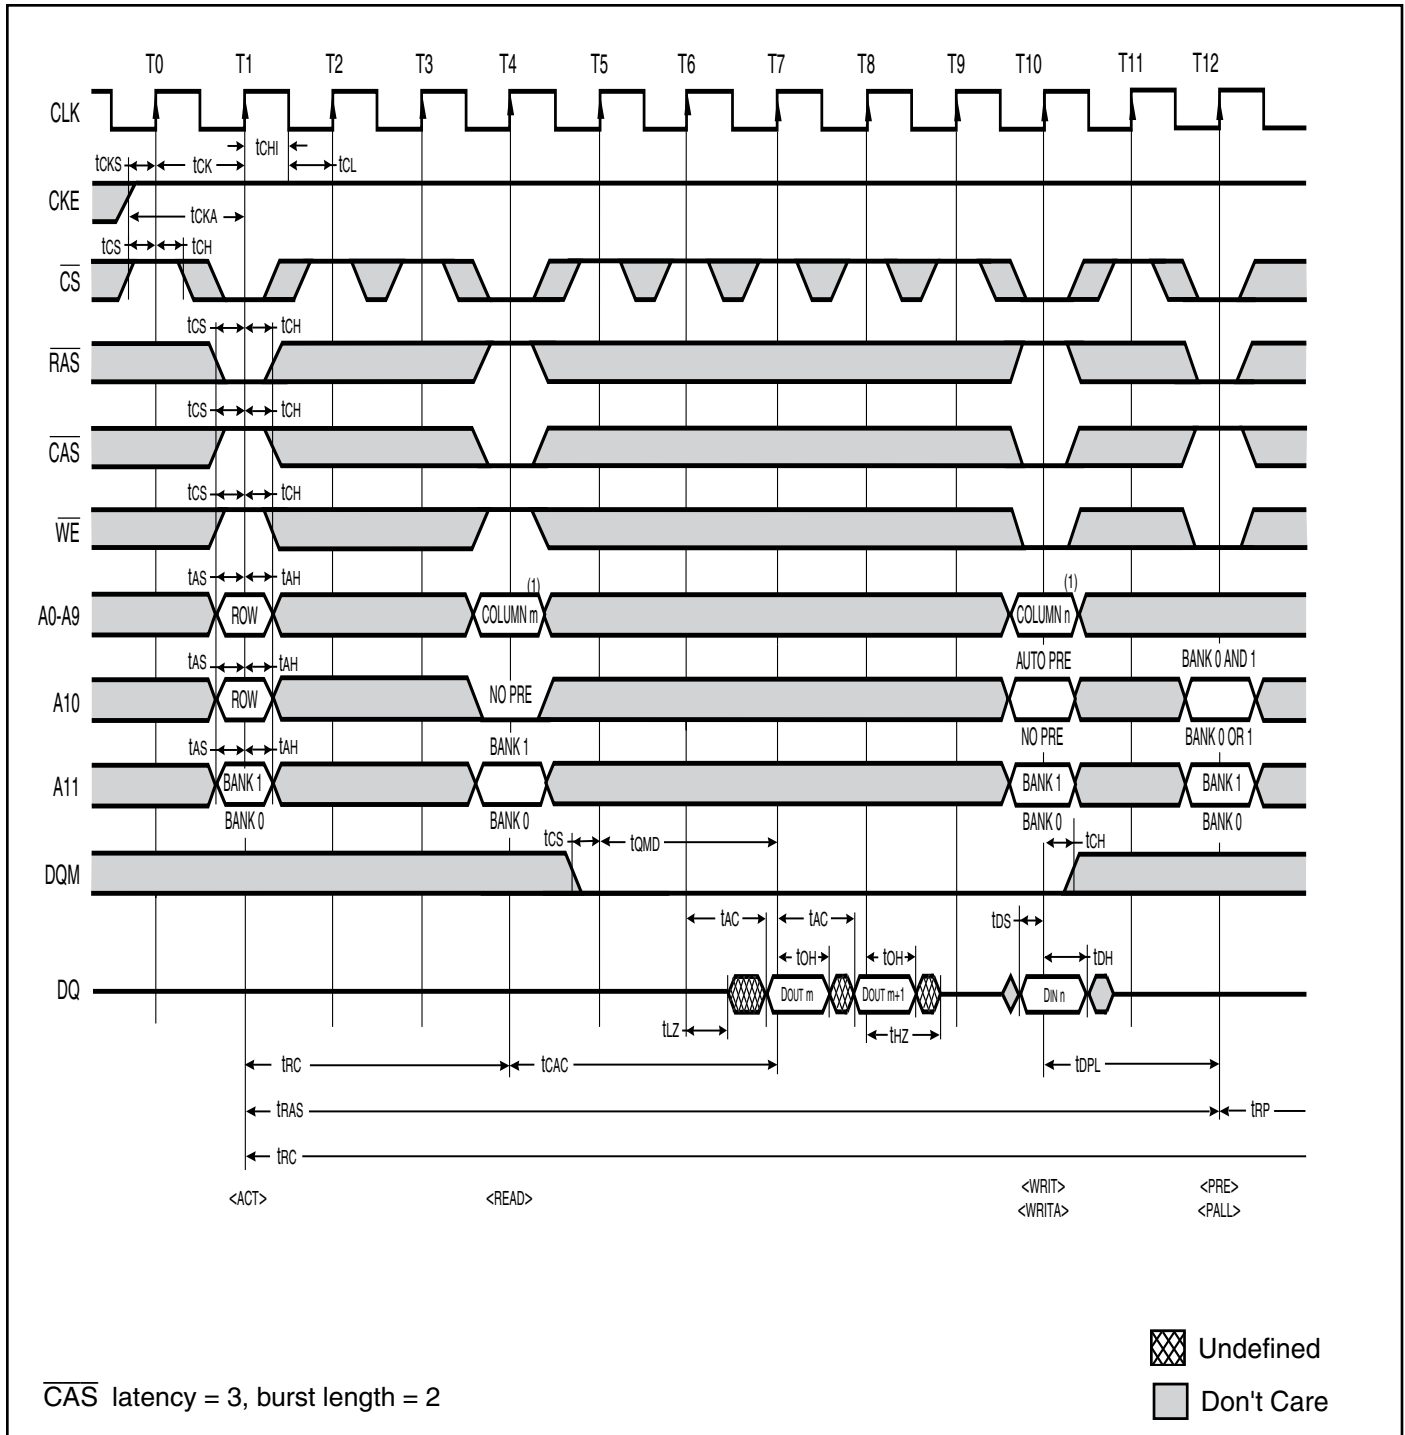 T0 T1 T2 T3 T4 T5 T6 T7 T8 T9 T10 T11 T12
CLK
tCHI
tCKS tCK tCL
CKE
tCKA
tCS tCH
CS
tCS tCH
RAS
tCS tCH
CAS
tCS tCH
WE
tAS tAH (1) (1)
A0-A9 ROW COLUMN m COLUMN n
tAS tAH AUTO PRE BANK 0 AND 1
A10 ROW NO PRE
NO PRE BANK 0 OR 1
tAS tAH BANK 1
A11 BANK 1 BANK 1 BANK 1
BANK 0 BANK 0 BANK 0 BANK 0
tCS tQMD tCH
DQM
tAC tAC tDS
tOH tOH tDH
DQ DOUT m DOUT m+1 DIN n
tLZ tHZ
tRC tCAC tDPL
tRAS tRP
tRC
<ACT> <READ> <WRIT> <PRE>
<WRITA> <PALL>
Undefined
CAS latency = 3, burst length = 2
Don't Care